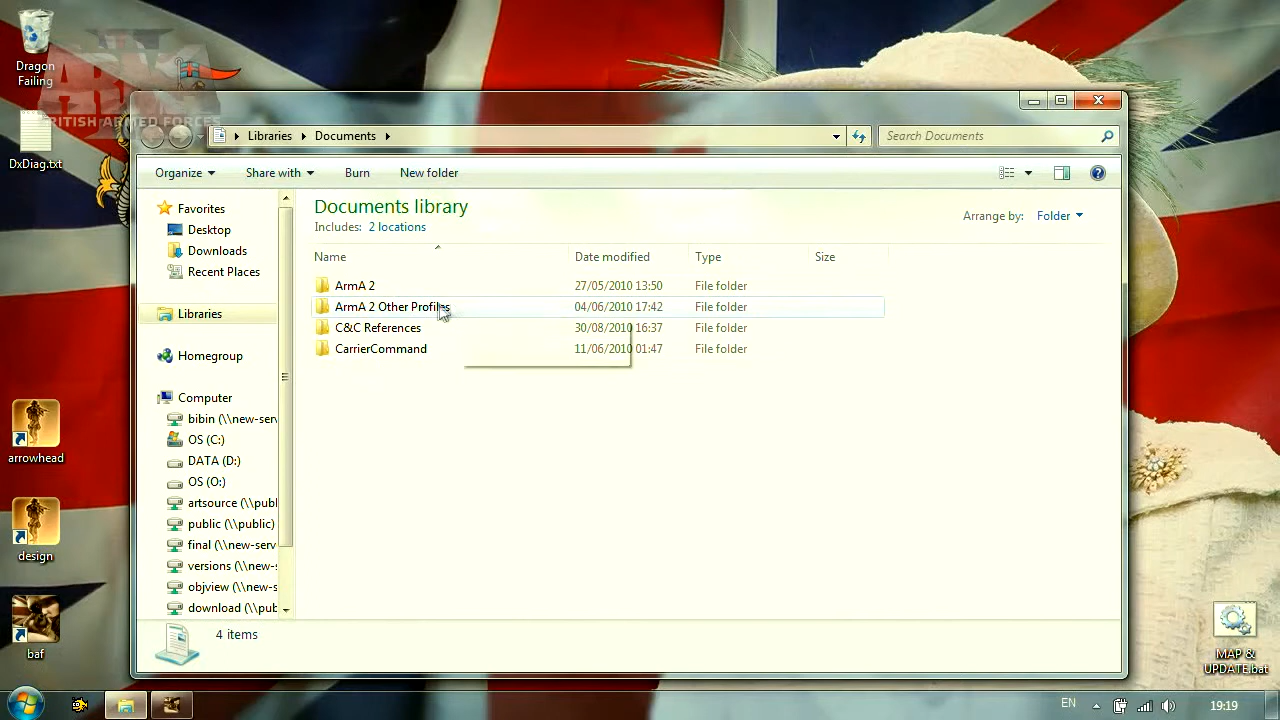 Dragon
Failing
ARMA
BRITISH ARMED FORCES
DxDiag.txt
arrowhead
design
baf
Libraries
Documents
Search Documents
Organize
Share with
Burn
New folder
Favorites
Desktop
Downloads
Recent Places
Libraries
Homegroup
Computer
bibin (\\new-serv
OS (C:)
DATA (D:)
OS (O:)
artsource (\\publ
public (\\public)
final (\\new-serv
versions (\\new-s
objview (\\new-s
download (\\pub
Documents library
Includes: 2 locations
Arrange by: Folder
Name Date modified Type Size
ArmA 2 27/05/2010 13:50 File folder
ArmA 2 Other Profiles 04/06/2010 17:42 File folder
C&C References 30/08/2010 16:37 File folder
CarrierCommand 11/06/2010 01:47 File folder
4 items
MAP &
UPDATE.bat
EN
19:19